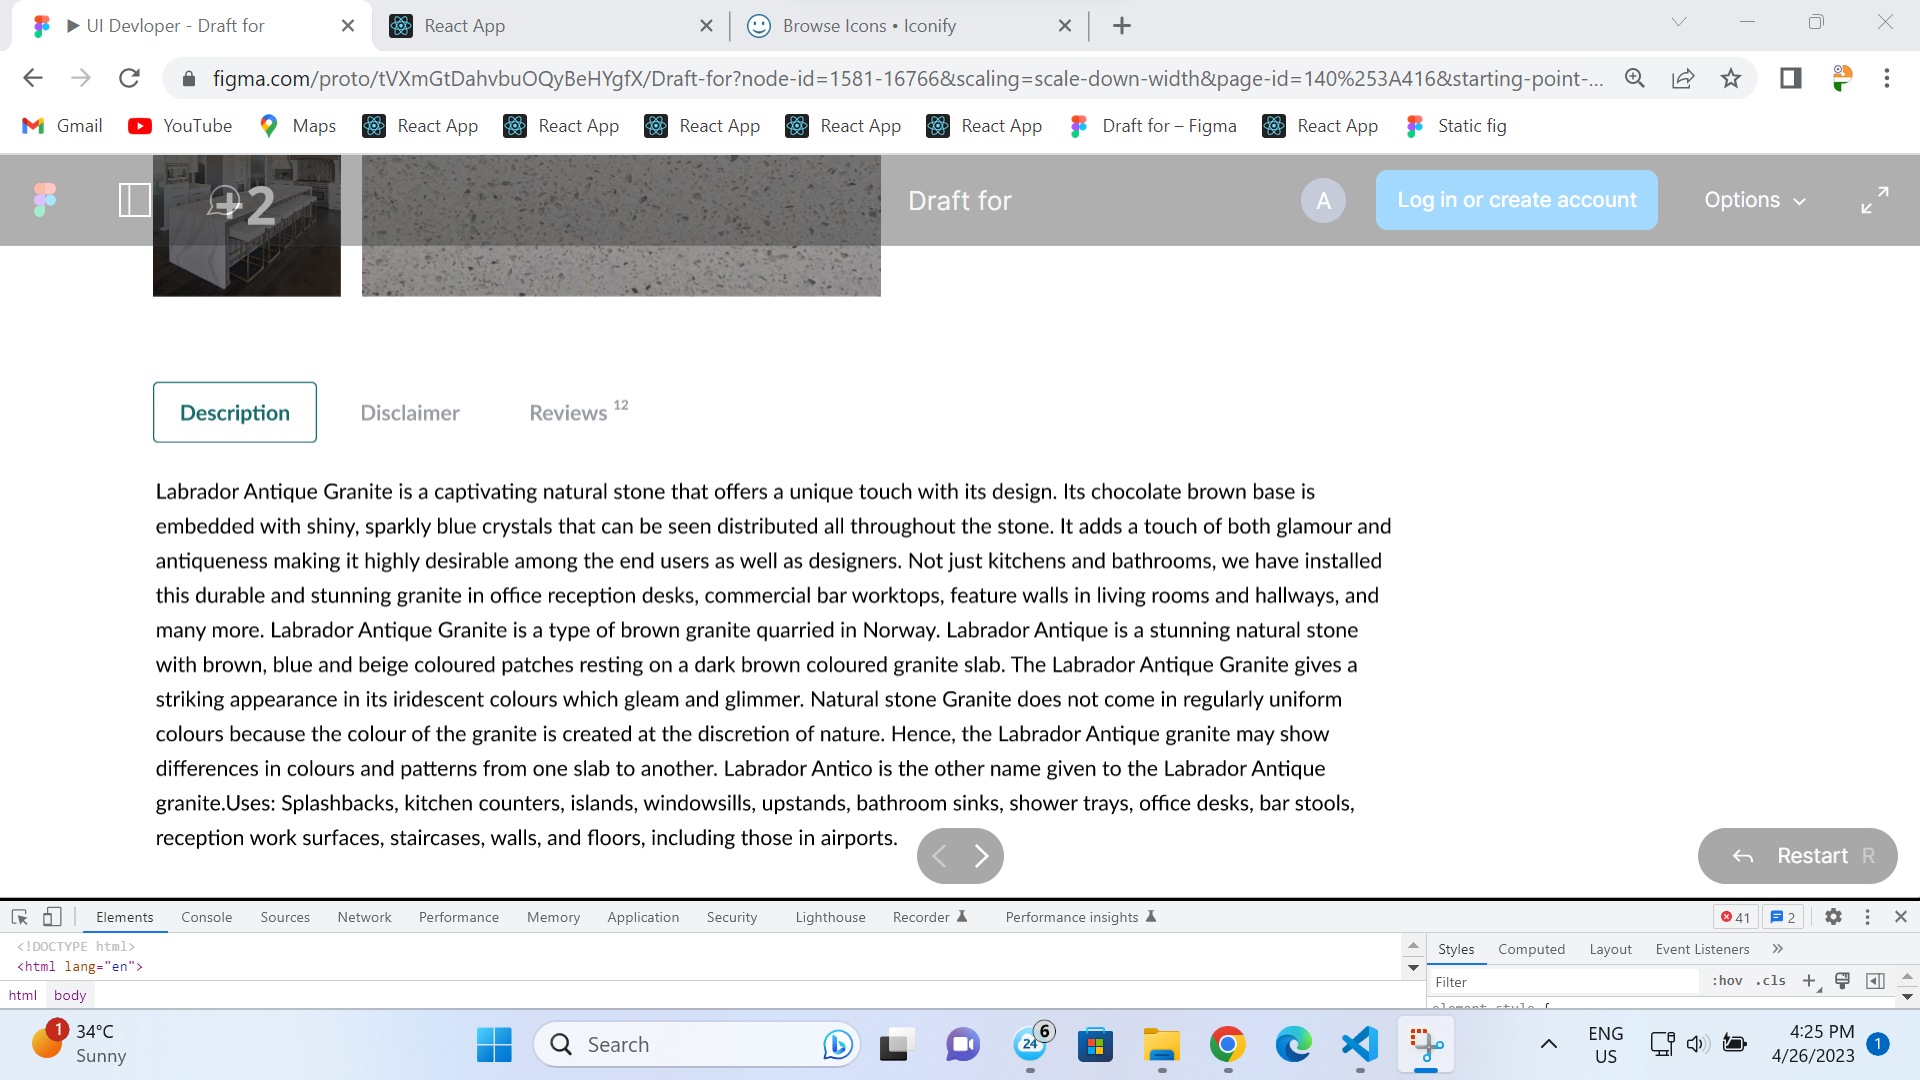 UI Devloper - Draft for
React App
Browse Icons • Iconify
figma.com/proto/tVXmGtDahvbuOQyBeHYgfX/Draft-for?node-id=1581-16766&scaling=scale-down-width&page-id=140%253A416&starting-point-...
Gmail YouTube Maps React App React App React App React App React App Draft for – Figma React App Static fig
+2
Draft for
A
Log in or create account
Options
Description Disclaimer Reviews 12
Labrador Antique Granite is a captivating natural stone that offers a unique touch with its design. Its chocolate brown base is
embedded with shiny, sparkly blue crystals that can be seen distributed all throughout the stone. It adds a touch of both glamour and
antiqueness making it highly desirable among the end users as well as designers. Not just kitchens and bathrooms, we have installed
this durable and stunning granite in office reception desks, commercial bar worktops, feature walls in living rooms and hallways, and
many more. Labrador Antique Granite is a type of brown granite quarried in Norway. Labrador Antique is a stunning natural stone
with brown, blue and beige coloured patches resting on a dark brown coloured granite slab. The Labrador Antique Granite gives a
striking appearance in its iridescent colours which gleam and glimmer. Natural stone Granite does not come in regularly uniform
colours because the colour of the granite is created at the discretion of nature. Hence, the Labrador Antique granite may show
differences in colours and patterns from one slab to another. Labrador Antico is the other name given to the Labrador Antique
granite.Uses: Splashbacks, kitchen counters, islands, windowsills, upstands, bathroom sinks, shower trays, office desks, bar stools,
reception work surfaces, staircases, walls, and floors, including those in airports.
Restart R
Elements Console Sources Network Performance Memory Application Security Lighthouse Recorder Performance insights 41 2
<!DOCTYPE html>
<html lang="en">
html body
Styles Computed Layout Event Listeners »
Filter :hov .cls +
element.style {
1
34°C
Sunny
Search
24
6
ENG
US
4:25 PM
4/26/2023
1